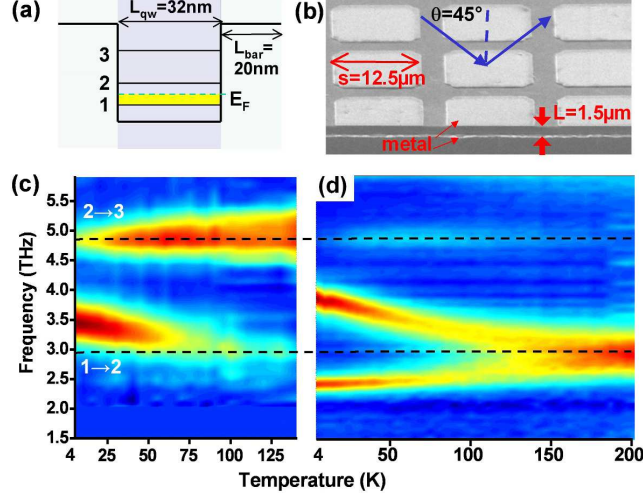 (a)
L_qw=32nm
L_bar=
20nm
3
2
1
E_F
(b)
θ=45°
s=12.5μm
L=1.5μm
metal
(c)
(d)
2→3
1→2
Frequency (THz)
5.5
5.0
4.5
4.0
3.5
3.0
2.5
2.0
1.5
4 25 50 75 100 125
4 50 100 150 200
Temperature (K)